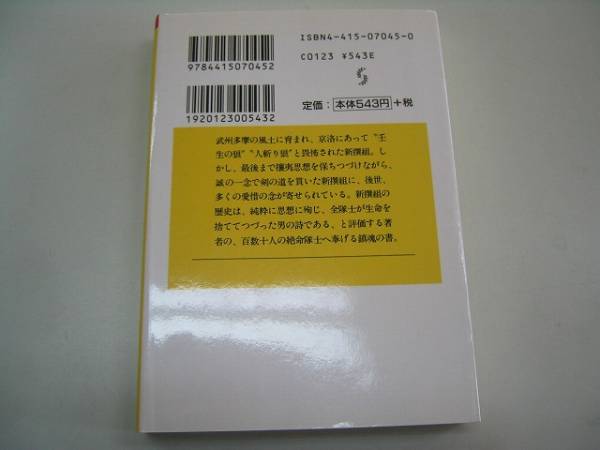 ISBN4-415-07045-0
9784415070452
C0123 ¥543E
1920123005432
定価：本体543円+税
武州多摩の風土に育まれ、京洛にあって〝壬
生の狼〟〝人斬り狼〟と畏怖された新撰組。し
かし、最後まで攘夷思想を保ちつづけながら、
誠の一念で剣の道を貫いた新撰組に、後世、
多くの愛惜の念が寄せられている。新撰組の
歴史は、純粋に思想に殉じ、全隊士が生命を
捨ててつづった男の詩である、と評価する著
者の、百数十人の絶命隊士へ奉げる鎮魂の書。